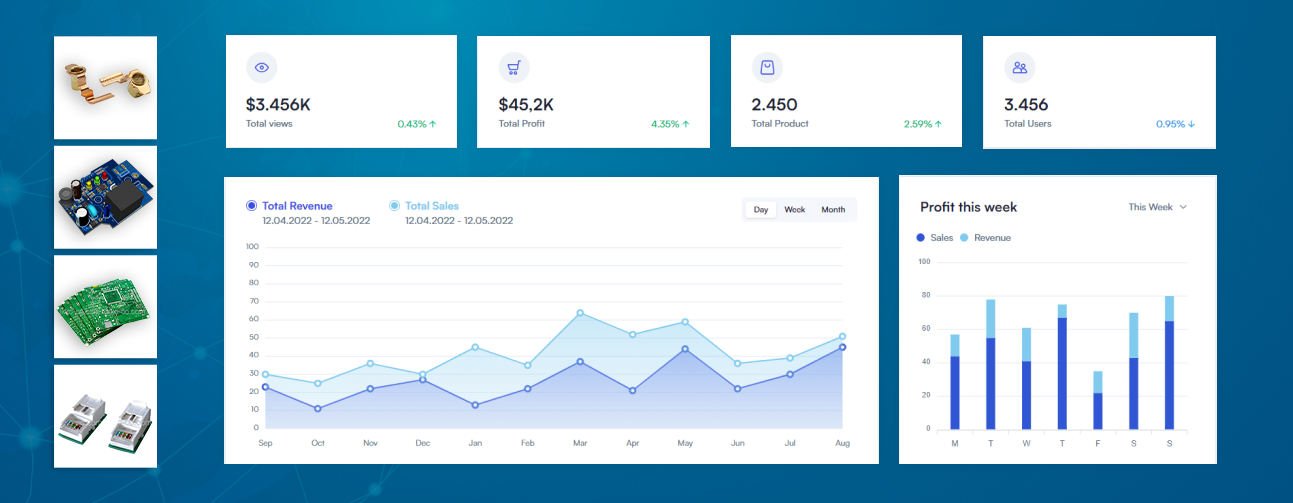 $3.456K
Total views
0.43% ↑
$45,2K
Total Profit
4.35% ↑
2.450
Total Product
2.59% ↑
3.456
Total Users
0.95% ↓
Total Revenue
12.04.2022 - 12.05.2022
Total Sales
12.04.2022 - 12.05.2022
Day Week Month
100
90
80
70
60
50
40
30
20
10
0
Sep Oct Nov Dec Jan Feb Mar Apr May Jun Jul Aug
Profit this week
This Week
Sales Revenue
100
80
60
40
20
0
M T W T F S S